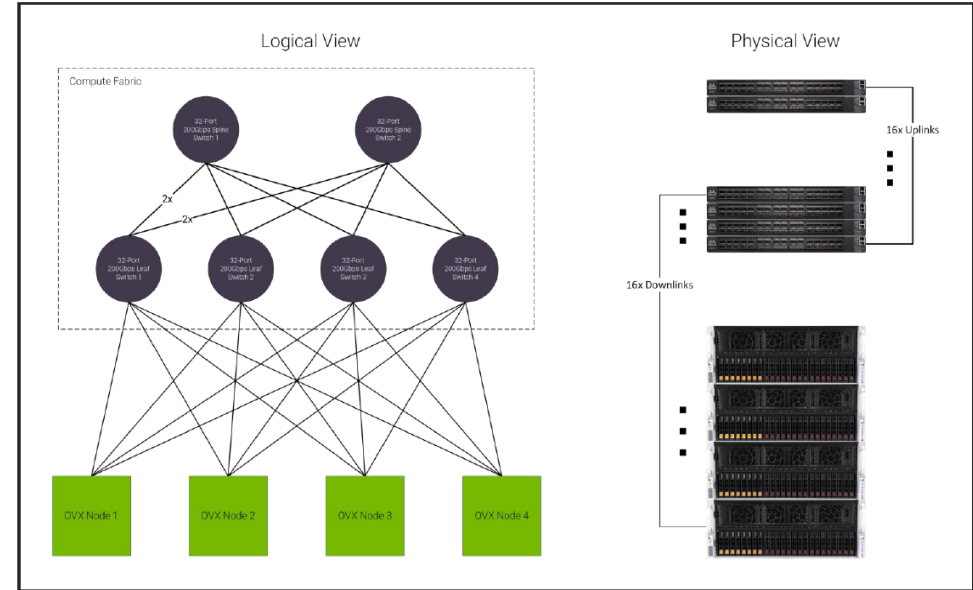 Logical View
Physical View
Compute Fabric
32-Port
200Gbps Spine
Switch 1
32-Port
200Gbps Spine
Switch 2
16x Uplinks
2x
2x
32-Port
200Gbps Leaf
Switch 1
32-Port
200Gbps Leaf
Switch 2
32-Port
200Gbps Leaf
Switch 3
32-Port
200Gbps Leaf
Switch 4
16x Downlinks
OVX Node 1
OVX Node 2
OVX Node 3
OVX Node 4